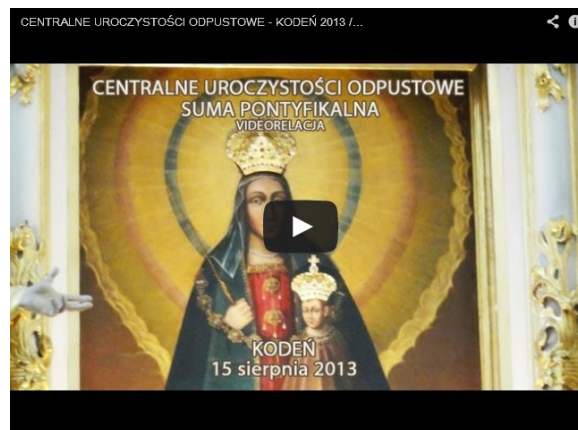 CENTRALNE UROCZYSTOŚCI ODPUSTOWE - KODEŃ 2013 /...
CENTRALNE UROCZYSTOŚCI ODPUSTOWE
SUMA PONTYFIKALNA
VIDEORELACJA
KODEŃ
15 sierpnia 2013